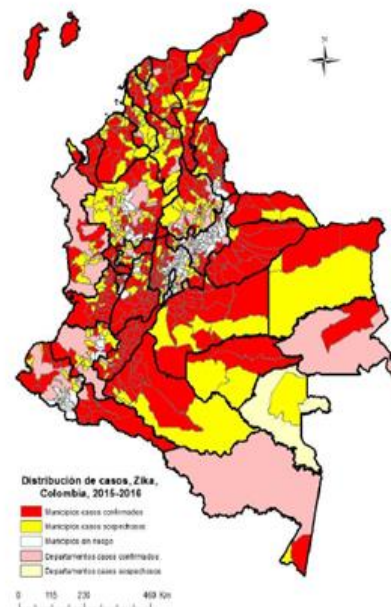 N
Distribución de casos, Zika,
Colombia, 2015-2016
Municipios casos confirmados
Municipios casos sospechosos
Municipios sin riesgo
Departamentos casos confirmados
Departamentos casos sospechosos
0 115 230 460 Km